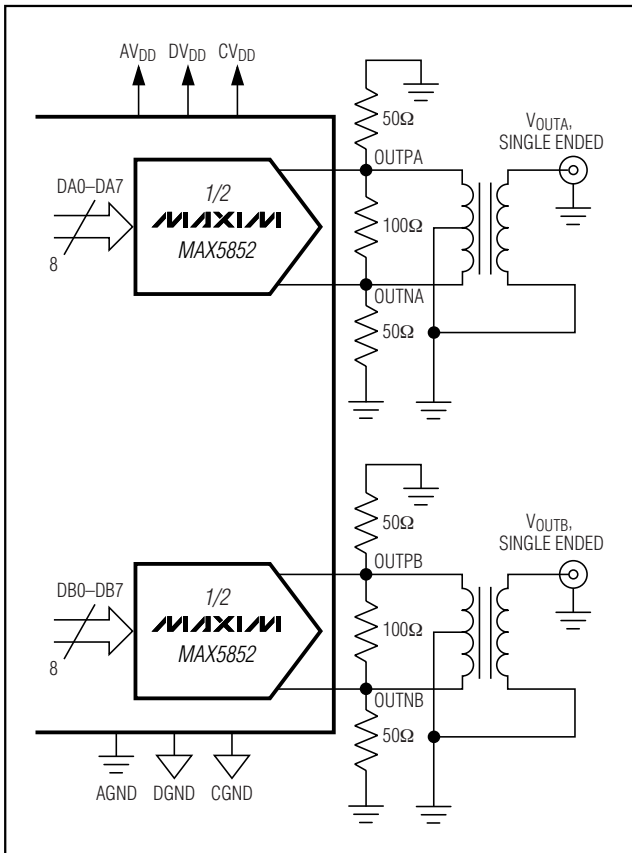 AVDD DVDD CVDD
50Ω
VOUTA,
SINGLE ENDED
OUTPA
DA0–DA7
1/2
MAXIM
MAX5852
100Ω
8
OUTNA
50Ω
50Ω
VOUTB,
SINGLE ENDED
OUTPB
DB0–DB7
1/2
MAXIM
MAX5852
100Ω
8
OUTNB
50Ω
AGND DGND CGND